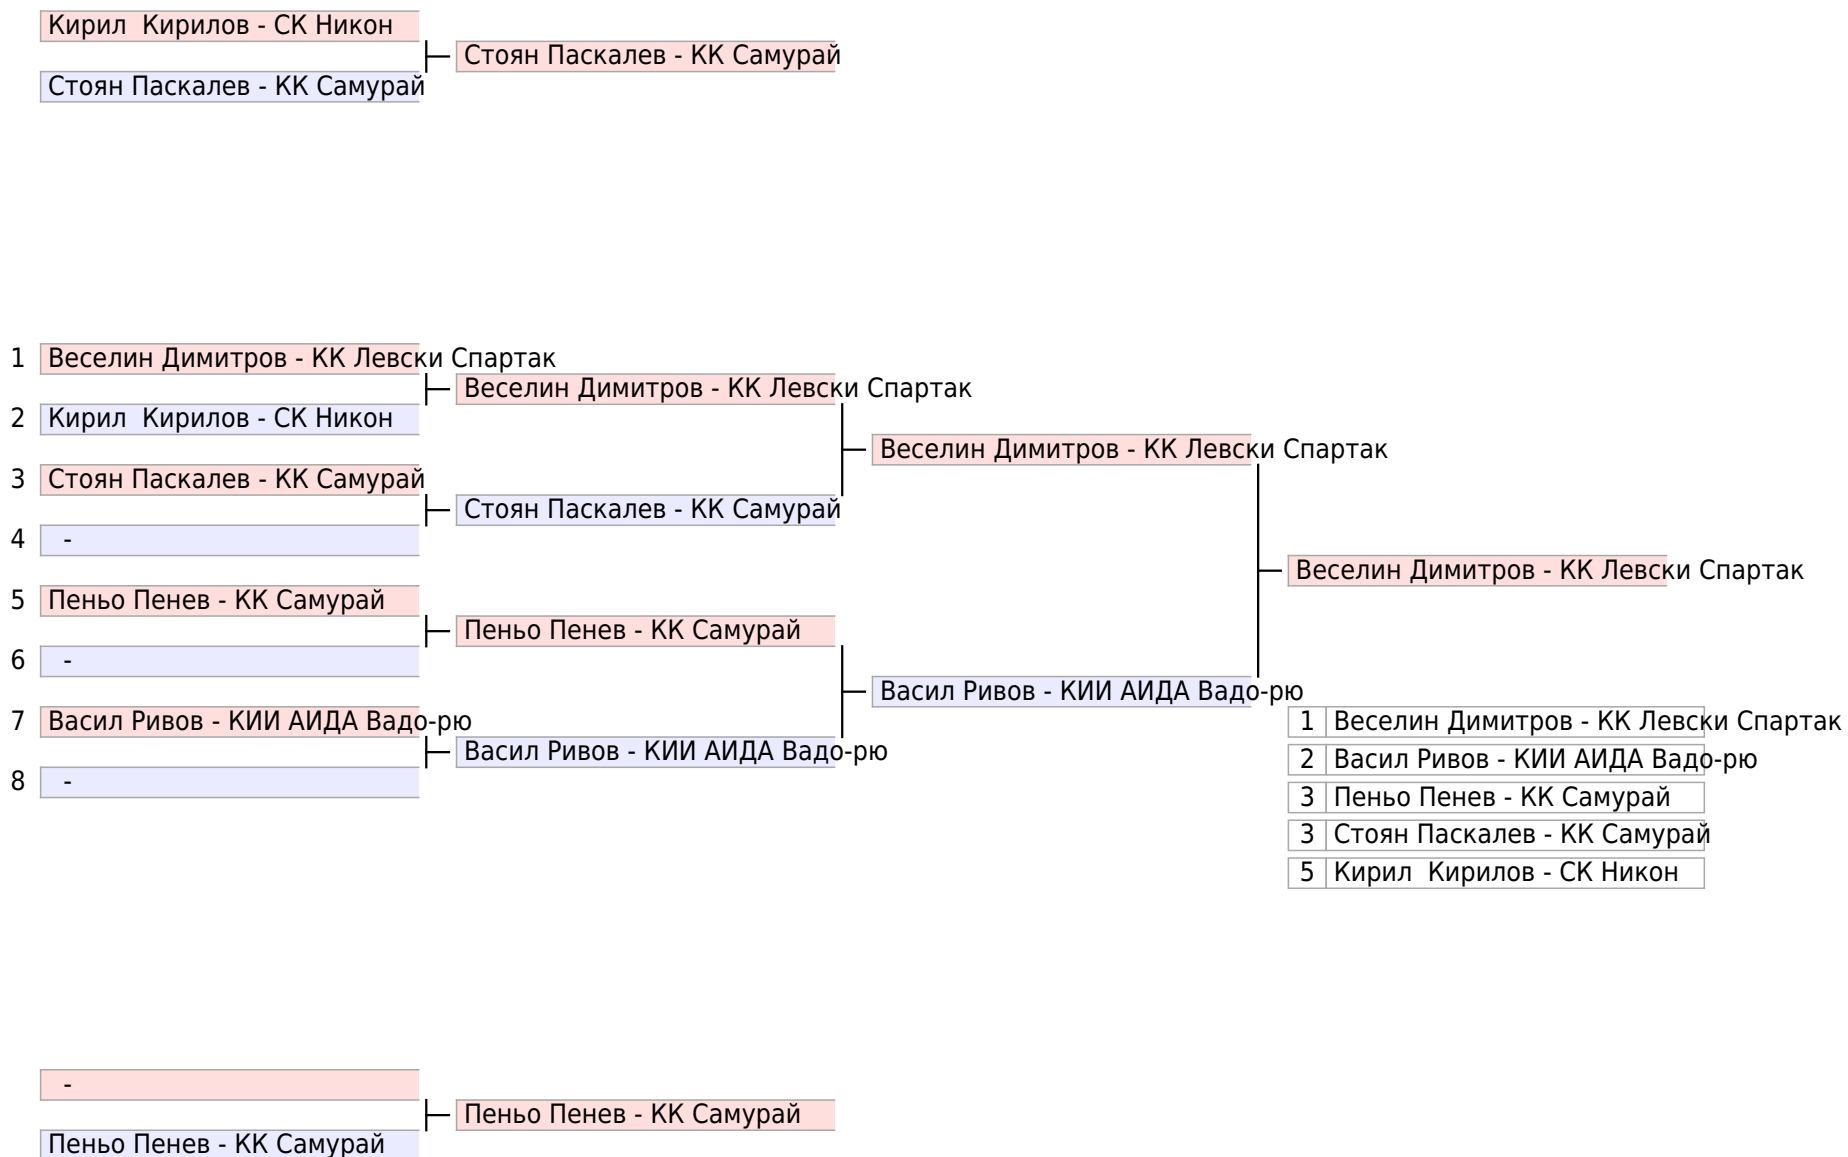 Кирил  Кирилов - СК Никон
Стоян Паскалев - КК Самурай
Стоян Паскалев - КК Самурай
1 Веселин Димитров - КК Левски Спартак
Веселин Димитров - КК Левски Спартак
2 Кирил  Кирилов - СК Никон
Веселин Димитров - КК Левски Спартак
3 Стоян Паскалев - КК Самурай
Стоян Паскалев - КК Самурай
4 -
Веселин Димитров - КК Левски Спартак
5 Пеньо Пенев - КК Самурай
Пеньо Пенев - КК Самурай
6 -
Васил Ривов - КИИ АИДА Вадо-рю
7 Васил Ривов - КИИ АИДА Вадо-рю
Васил Ривов - КИИ АИДА Вадо-рю
8 -
1 Веселин Димитров - КК Левски Спартак
2 Васил Ривов - КИИ АИДА Вадо-рю
3 Пеньо Пенев - КК Самурай
3 Стоян Паскалев - КК Самурай
5 Кирил  Кирилов - СК Никон
-
Пеньо Пенев - КК Самурай
Пеньо Пенев - КК Самурай